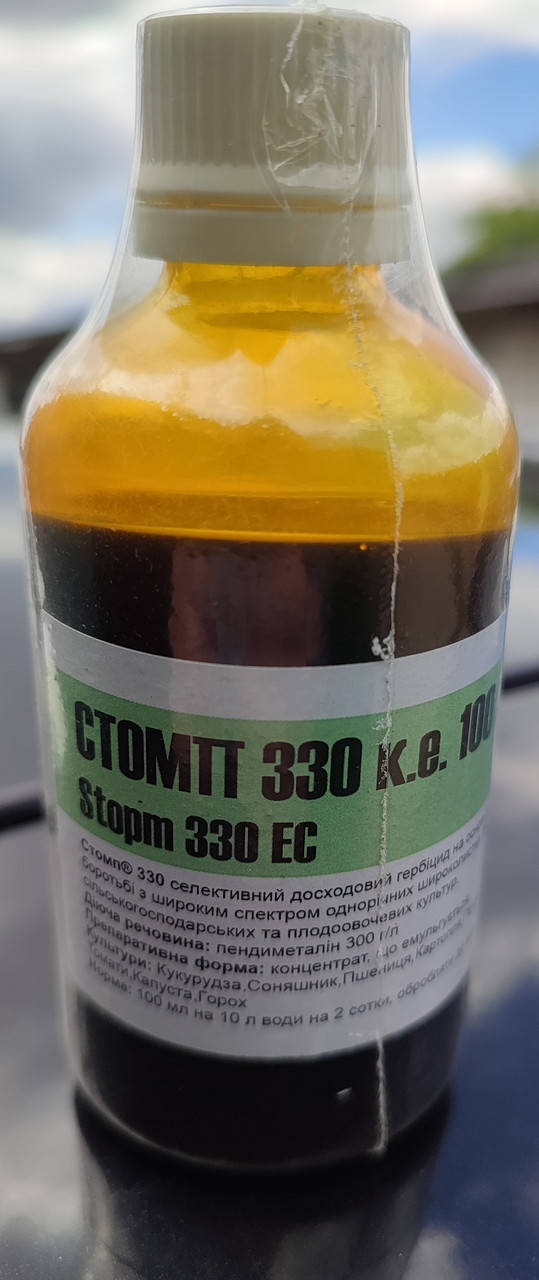 СТОМП 330 к.е. 100
Stopm 330 EC
Стомп® 330 селективний досходовий гербіцид на
боротьбі з широким спектром однорічних
сільськогосподарських та плодоовочевих культур.
Діюча речовина: пендиметалін 300 г/л
Препаративна форма: концентрат, що емульгується
Культури: Кукурудза,Соняшник,Пшениця,Картопля,
Томати,Капуста,Горох
Норма: 100 мл на 10 л води на 2 сотки, обробляти